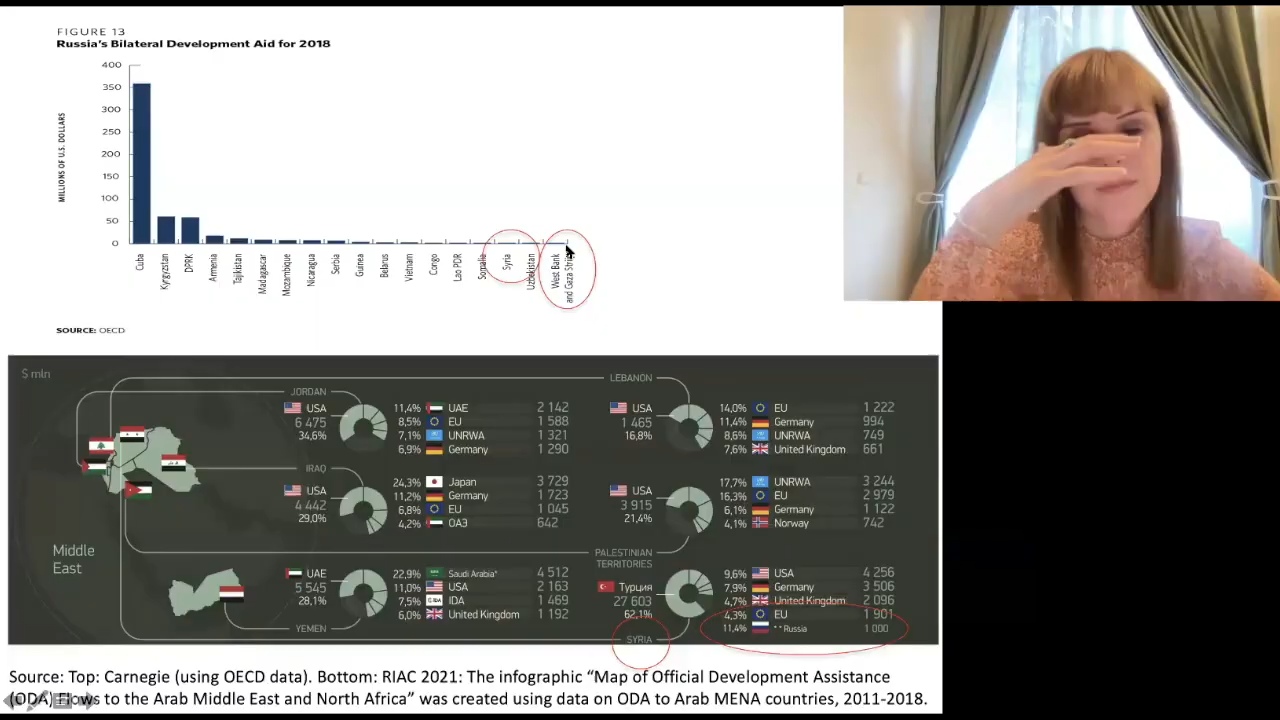 FIGURE 13
Russia's Bilateral Development Aid for 2018
MILLIONS OF U.S. DOLLARS
400
350
300
250
200
150
100
50
0
Cuba
Kyrgyzstan
DPRK
Armenia
Tajikistan
Madagascar
Mozambique
Nicaragua
Serbia
Guinea
Belarus
Vietnam
Congo
Lao PDR
Somalia
Syria
Uzbekistan
West Bank
and Gaza Strip
SOURCE: OECD
$ mln
Middle
East
JORDAN
USA
6 475
34,6%
11,4% UAE 2 142
8,5% EU 1 588
7,1% UNRWA 1 321
6,9% Germany 1 290
LEBANON
USA
1 465
16,8%
14,0% EU 1 222
11,4% Germany 994
8,6% UNRWA 749
7,6% United Kingdom 661
IRAQ
USA
4 442
29,0%
24,3% Japan 3 729
11,2% Germany 1 723
6,8% EU 1 045
4,2% ОАЭ 642
USA
3 915
21,4%
17,7% UNRWA 3 244
16,3% EU 2 979
6,1% Germany 1 122
4,1% Norway 742
PALESTINIAN
TERRITORIES
UAE
5 545
28,1%
22,9% Saudi Arabia* 4 512
11,0% USA 2 163
7,5% IDA IDA 1 469
6,0% United Kingdom 1 192
YEMEN
Турция
27 603
62,1%
9,6% USA 4 256
7,9% Germany 3 506
4,7% United Kingdom 2 096
4,3% EU 1 901
11,4% **Russia 1 000
SYRIA
Source: Top: Carnegie (using OECD data). Bottom: RIAC 2021: The infographic "Map of Official Development Assistance
(ODA) Flows to the Arab Middle East and North Africa" was created using data on ODA to Arab MENA countries, 2011-2018.